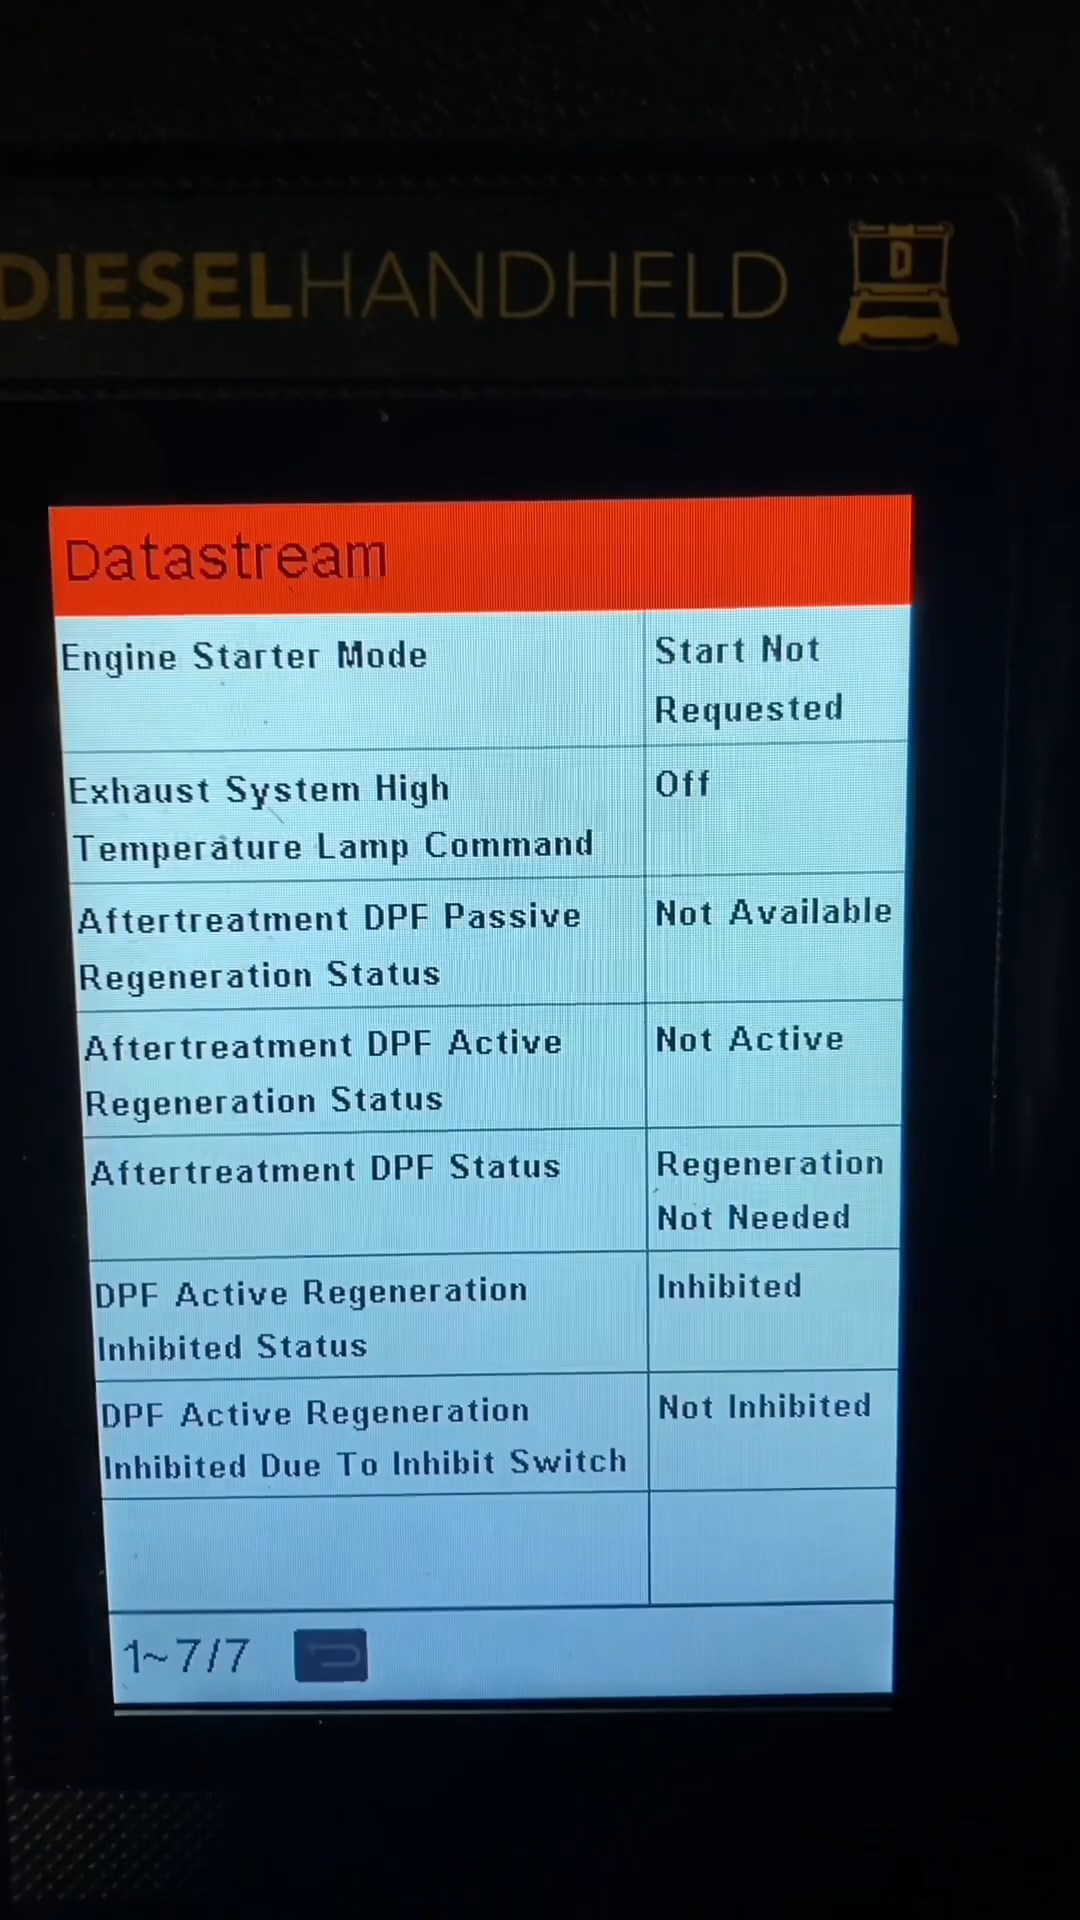 DIESELHANDHELD
D
Datastream
Engine Starter Mode
Start Not
Requested
Exhaust System High
Temperature Lamp Command
Off
Aftertreatment DPF Passive
Regeneration Status
Not Available
Aftertreatment DPF Active
Regeneration Status
Not Active
Aftertreatment DPF Status
Regeneration
Not Needed
DPF Active Regeneration
Inhibited Status
Inhibited
DPF Active Regeneration
Inhibited Due To Inhibit Switch
Not Inhibited
1~7/7